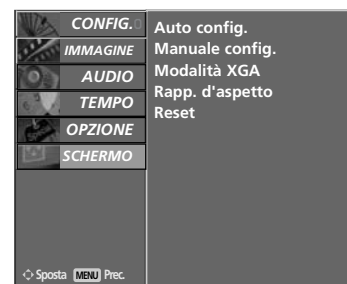 CONFIG.
IMMAGINE
AUDIO
TEMPO
OPZIONE
SCHERMO
Auto config.
Manuale config.
Modalità XGA
Rapp. d'aspetto
Reset
Sposta MENU Prec.